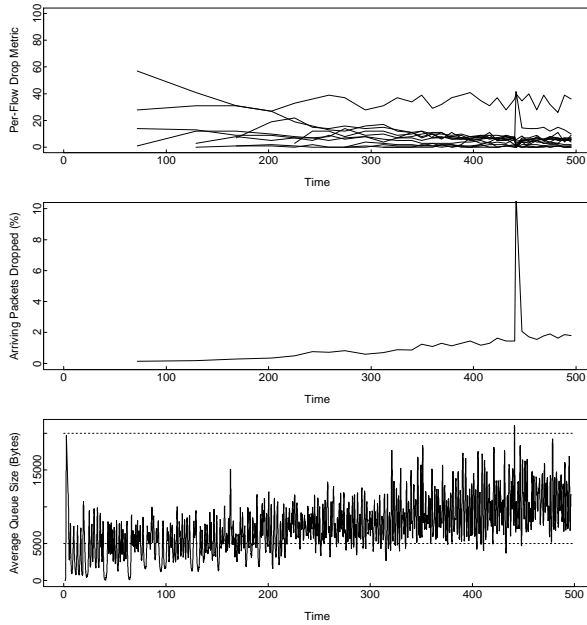 Per-Flow Drop Metric
100
80
60
40
20
0
0 100 200 300 400 500
Time
Arriving Packets Dropped (%)
10
8
6
4
2
0
0 100 200 300 400 500
Time
Average Queue Size (Bytes)
15000
5000
0
0 100 200 300 400 500
Time